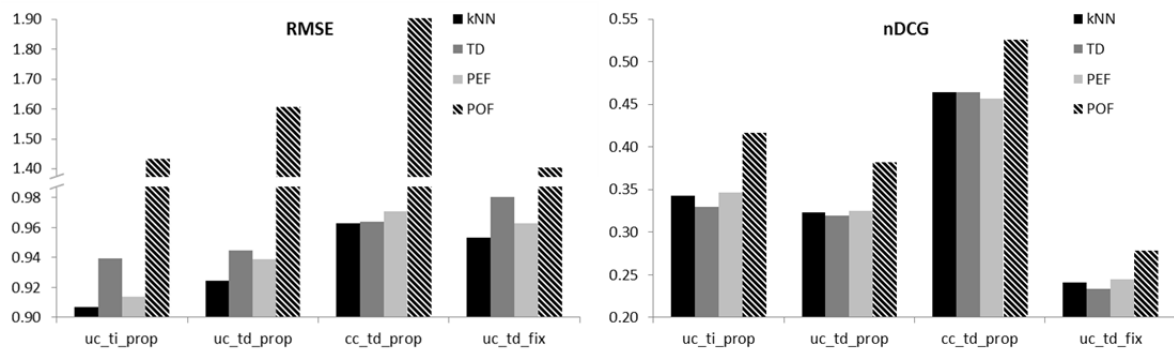 RMSE
1.90
1.80
1.70
1.60
1.50
1.40
0.98
0.96
0.94
0.92
0.90
kNN
TD
PEF
POF
uc_ti_prop uc_td_prop cc_td_prop uc_td_fix
nDCG
0.55
0.50
0.45
0.40
0.35
0.30
0.25
0.20
kNN
TD
PEF
POF
uc_ti_prop uc_td_prop cc_td_prop uc_td_fix